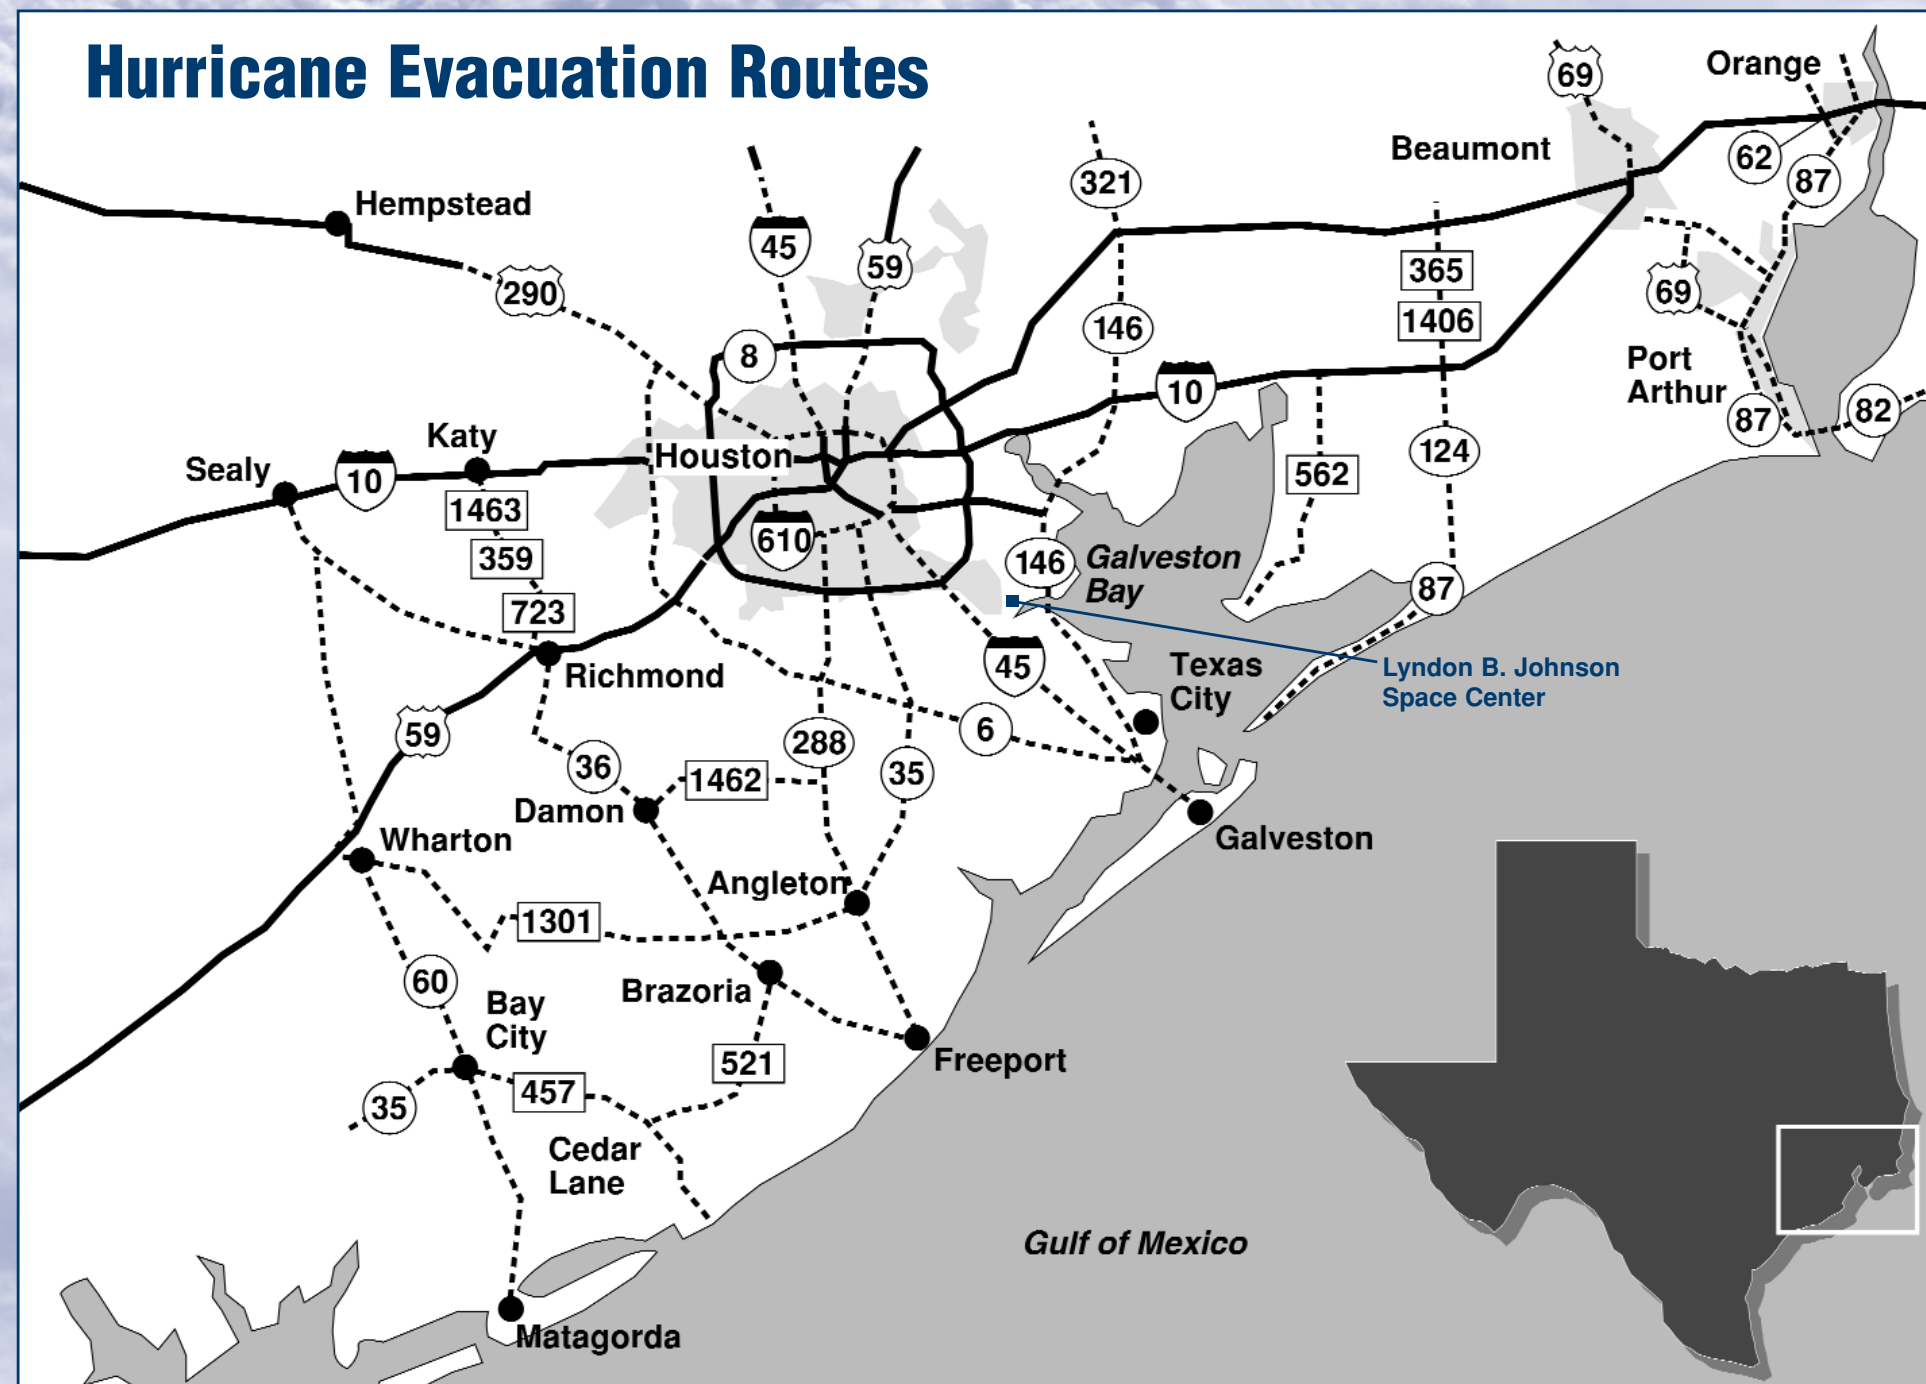 Hurricane Evacuation Routes
69
Orange
Beaumont
62
87
321
Hempstead
45
59
290
365
69
146
1406
8
Port
Arthur
10
87
82
Katy
Houston
Sealy
10
124
562
1463
610
359
146
Galveston
Bay
87
723
45
Richmond
Texas
City
Lyndon B. Johnson
Space Center
59
6
288
36
35
1462
Damon
Wharton
Galveston
Angleton
1301
60
Brazoria
Bay
City
521
Freeport
457
35
Cedar
Lane
Gulf of Mexico
Matagorda